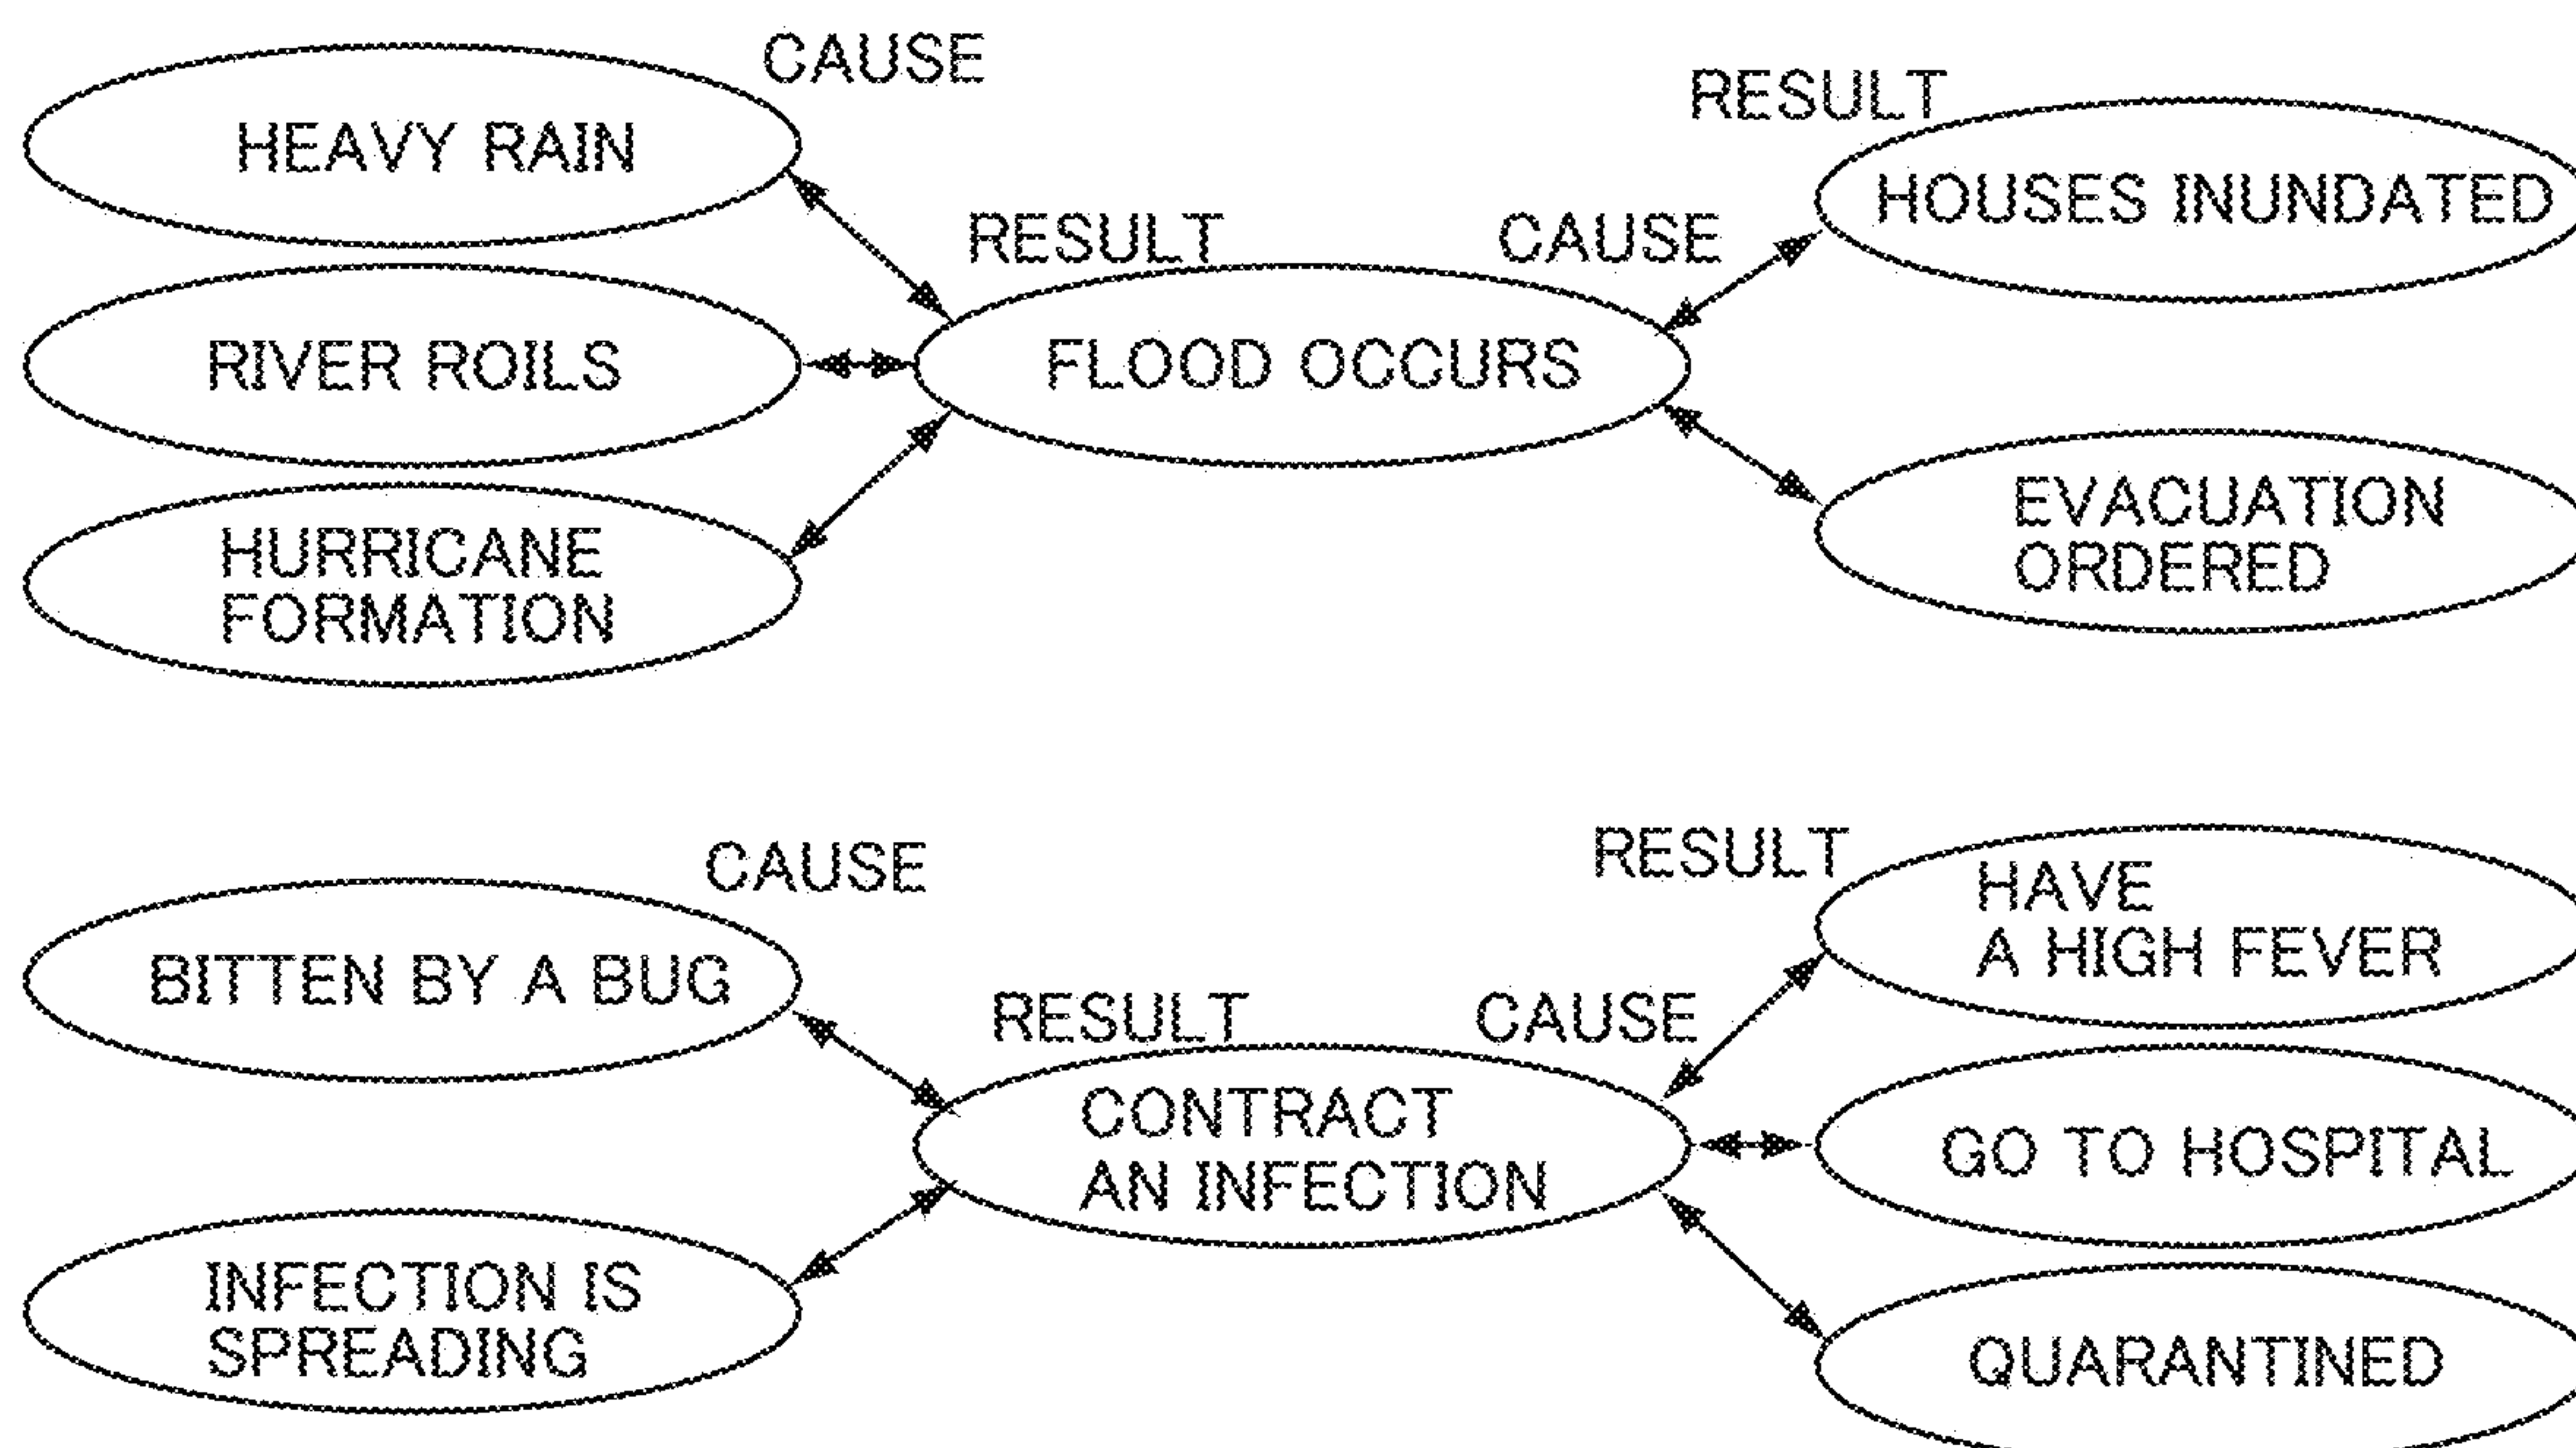 CAUSE
RESULT
HEAVY RAIN
HOUSES INUNDATED
RESULT
CAUSE
RIVER ROILS
FLOOD OCCURS
HURRICANE
FORMATION
EVACUATION
ORDERED
CAUSE
RESULT
BITTEN BY A BUG
HAVE
A HIGH FEVER
RESULT
CAUSE
CONTRACT
AN INFECTION
GO TO HOSPITAL
INFECTION IS
SPREADING
QUARANTINED